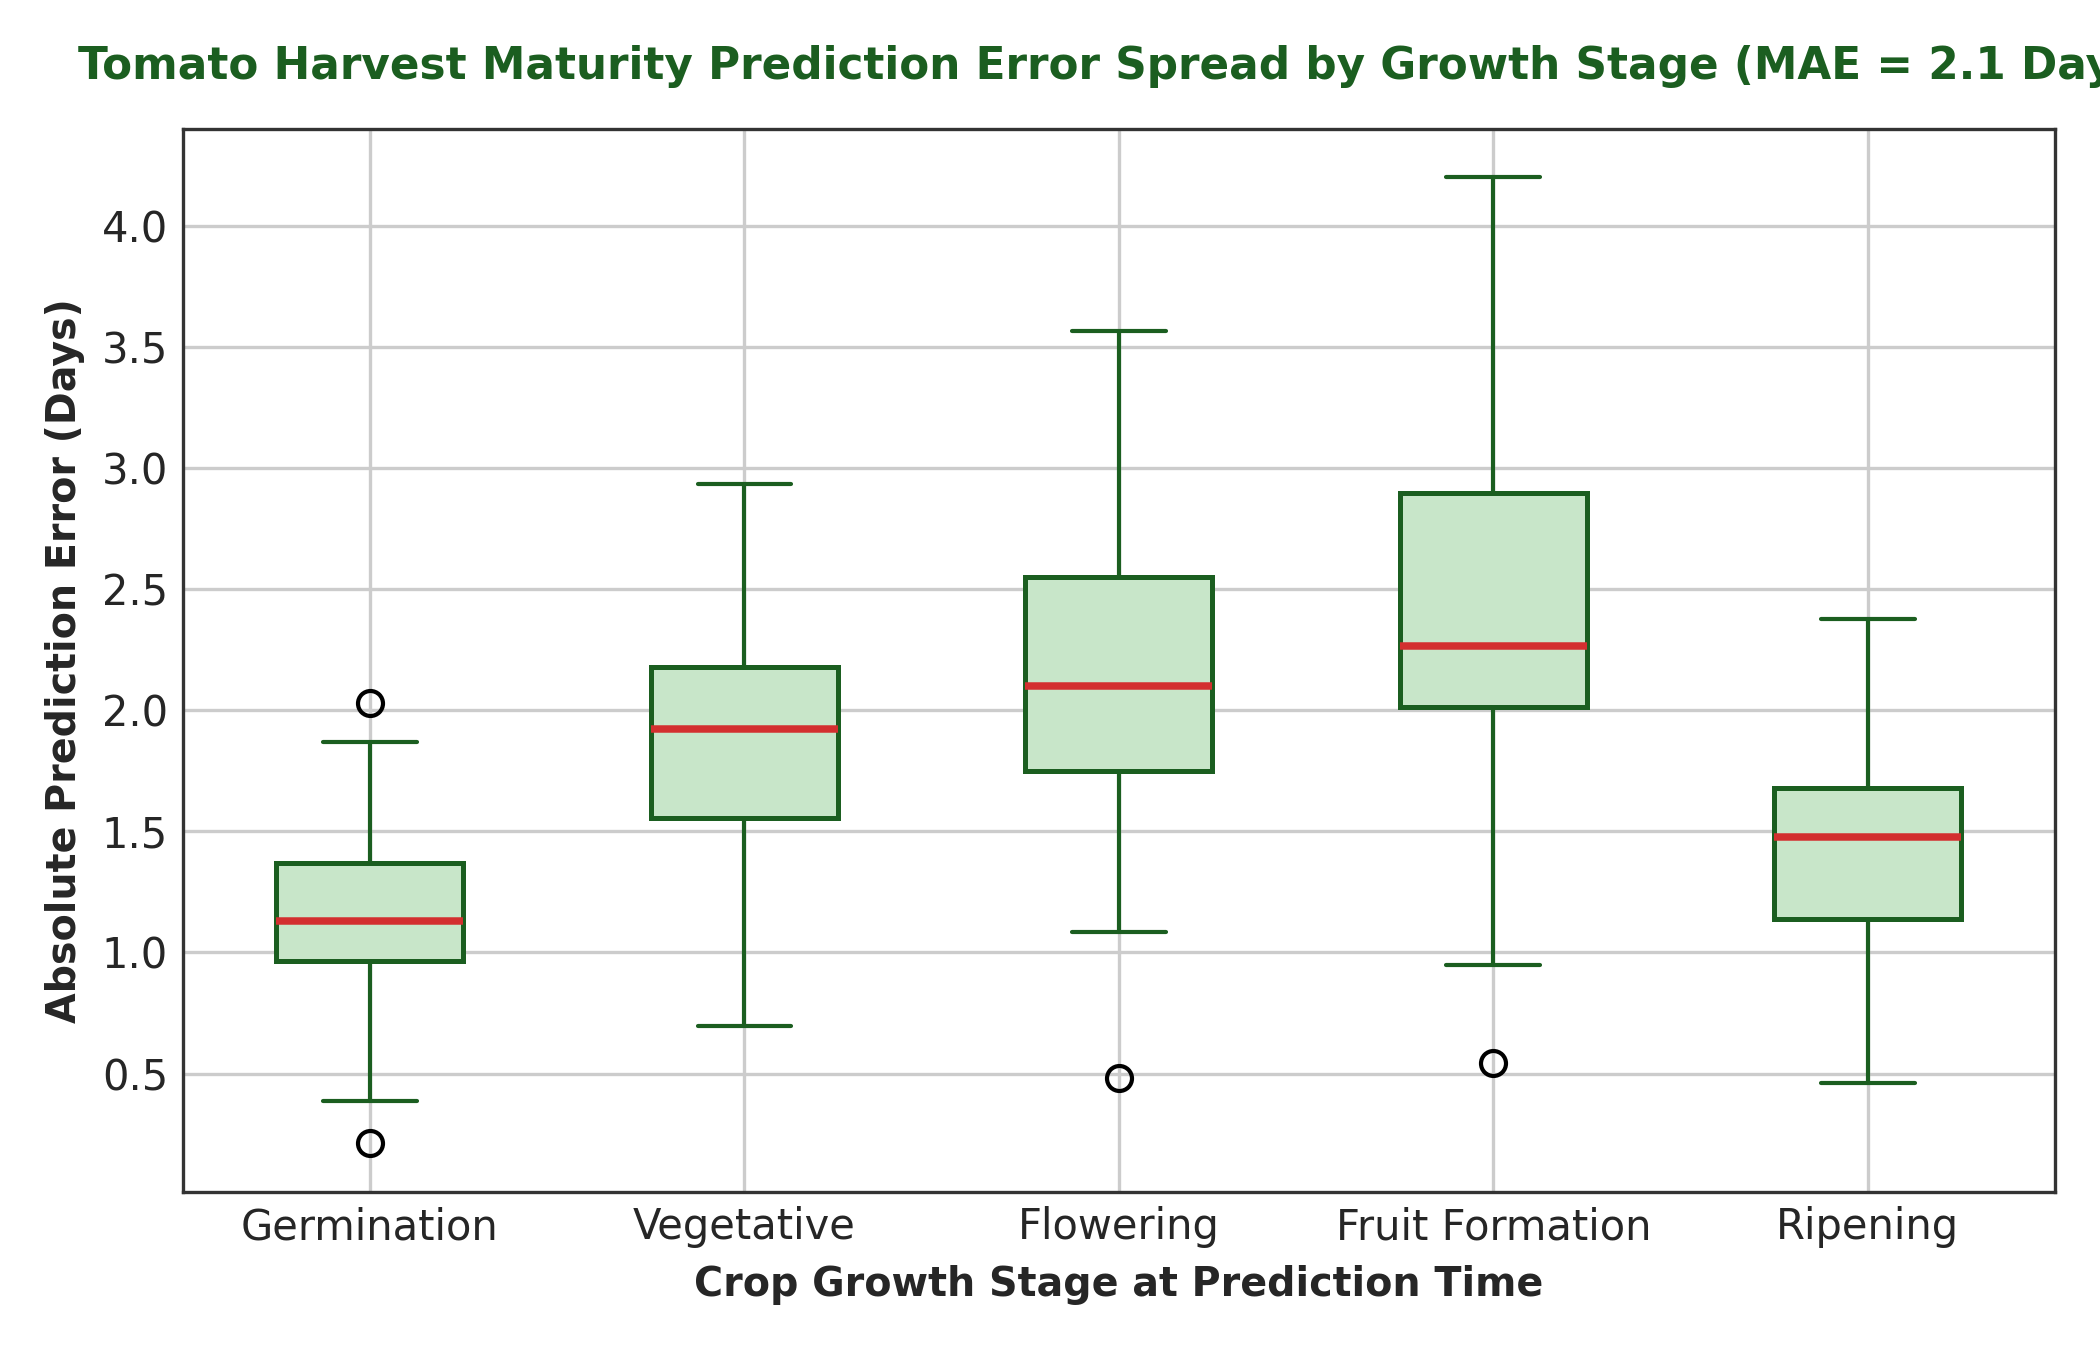 Tomato Harvest Maturity Prediction Error Spread by Growth Stage (MAE = 2.1 Day
Absolute Prediction Error (Days)
4.0
3.5
3.0
2.5
2.0
1.5
1.0
0.5
Germination Vegetative Flowering Fruit Formation Ripening
Crop Growth Stage at Prediction Time